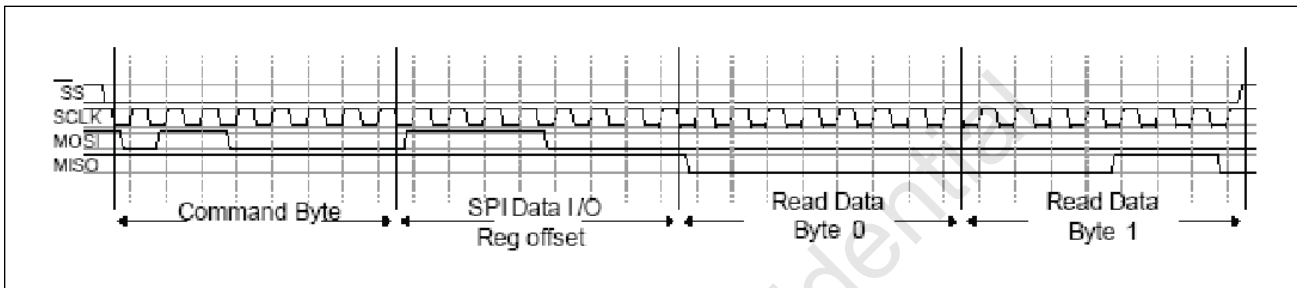 SS
SCLK
MOSI
MISO
Command Byte
SPI Data I/O
Reg offset
Read Data
Byte 0
Read Data
Byte 1